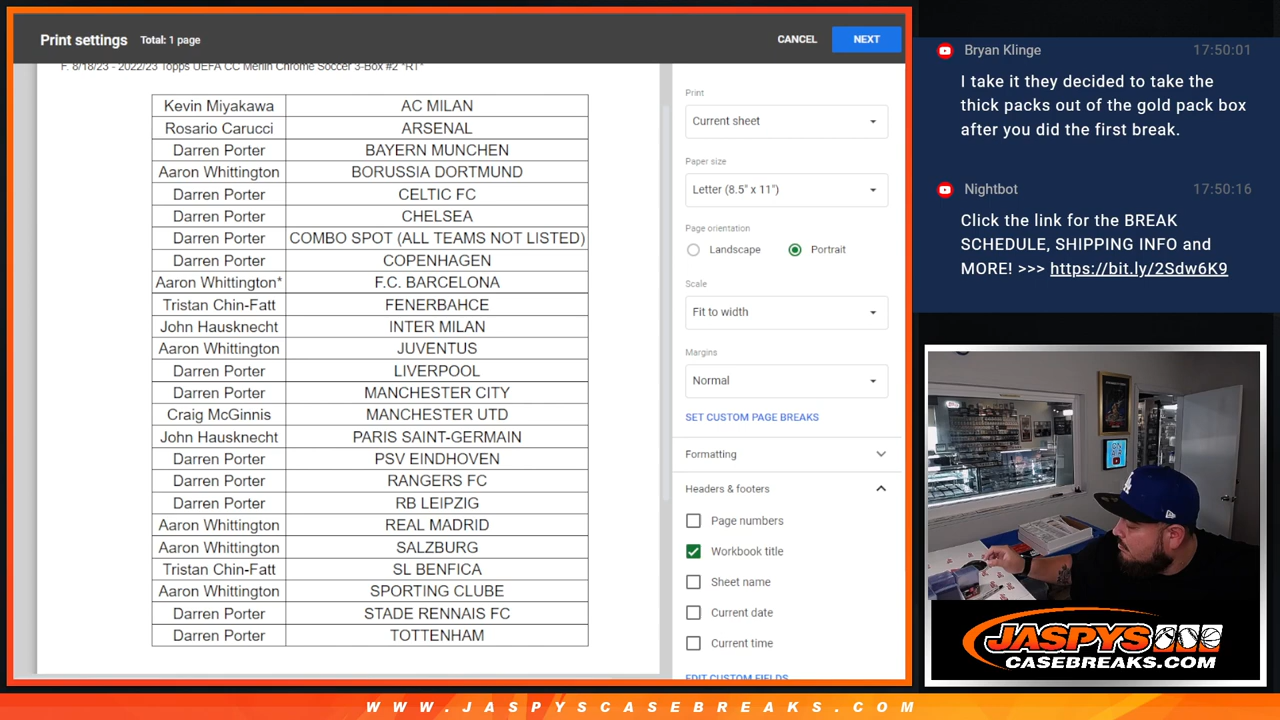 Print settings
Total: 1 page
CANCEL
NEXT
F. 8/18/23 - 2022/23 Topps UEFA CC Merlin Chrome Soccer 3-Box #2 *RT*
Kevin Miyakawa AC MILAN
Rosario Carucci ARSENAL
Darren Porter BAYERN MUNCHEN
Aaron Whittington BORUSSIA DORTMUND
Darren Porter CELTIC FC
Darren Porter CHELSEA
Darren Porter COMBO SPOT (ALL TEAMS NOT LISTED)
Darren Porter COPENHAGEN
Aaron Whittington* F.C. BARCELONA
Tristan Chin-Fatt FENERBAHCE
John Hausknecht INTER MILAN
Aaron Whittington JUVENTUS
Darren Porter LIVERPOOL
Darren Porter MANCHESTER CITY
Craig McGinnis MANCHESTER UTD
John Hausknecht PARIS SAINT-GERMAIN
Darren Porter PSV EINDHOVEN
Darren Porter RANGERS FC
Darren Porter RB LEIPZIG
Aaron Whittington REAL MADRID
Aaron Whittington SALZBURG
Tristan Chin-Fatt SL BENFICA
Aaron Whittington SPORTING CLUBE
Darren Porter STADE RENNAIS FC
Darren Porter TOTTENHAM
Print
Current sheet
Paper size
Letter (8.5" x 11")
Page orientation
Landscape
Portrait
Scale
Fit to width
Margins
Normal
SET CUSTOM PAGE BREAKS
Formatting
Headers & footers
Page numbers
Workbook title
Sheet name
Current date
Current time
EDIT CUSTOM FIELDS
Bryan Klinge 17:50:01
I take it they decided to take the
thick packs out of the gold pack box
after you did the first break.
Nightbot 17:50:16
Click the link for the BREAK
SCHEDULE, SHIPPING INFO and
MORE! >>> https://bit.ly/2Sdw6K9
JASPYS
CASEBREAKS.COM
WWW.JASPYSCASEBREAKS.COM